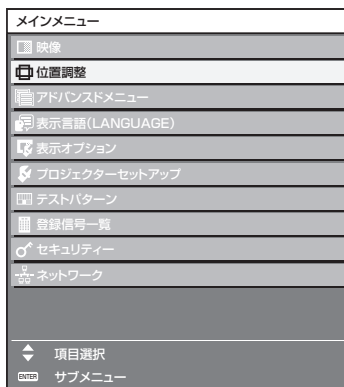 メインメニュー
映像
位置調整
アドバンスドメニュー
表示言語(LANGUAGE)
表示オプション
プロジェクターセットアップ
テストパターン
登録信号一覧
セキュリティー
ネットワーク
項目選択
ENTER サブメニュー